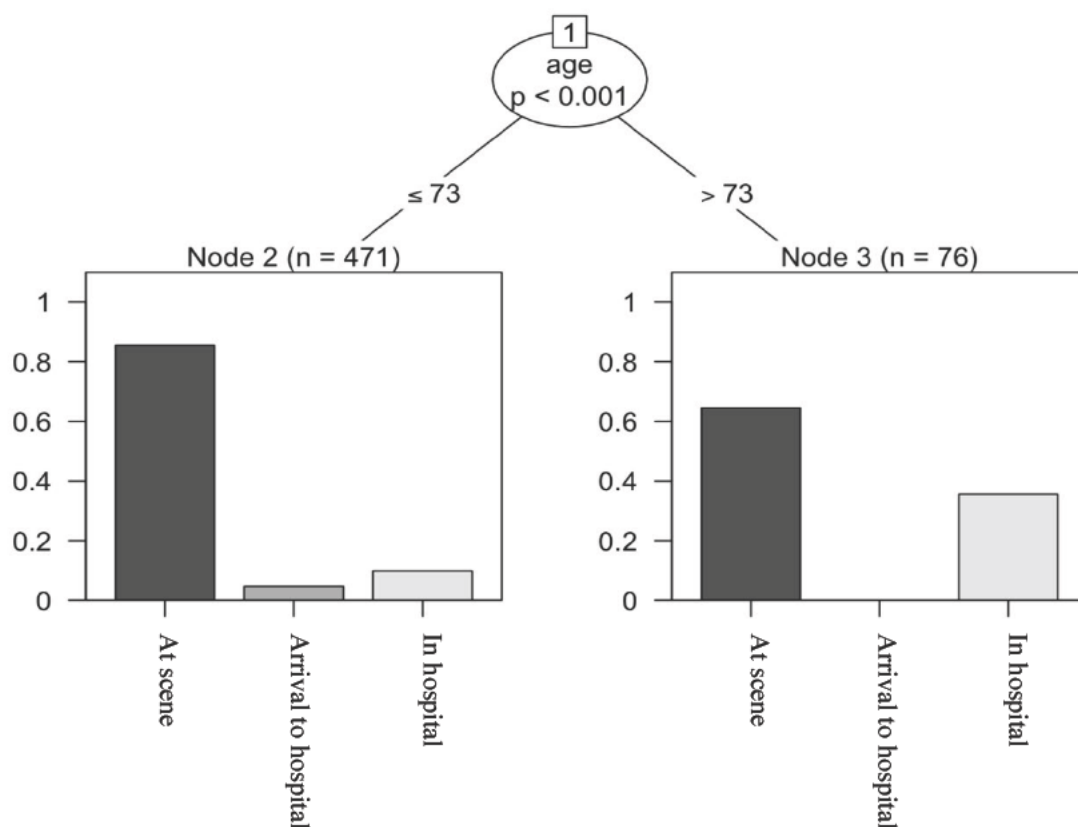 1
age
p < 0.001
≤ 73
> 73
Node 2 (n = 471)
1
0.8
0.6
0.4
0.2
0
At scene
Arrival to hospital
In hospital
Node 3 (n = 76)
1
0.8
0.6
0.4
0.2
0
At scene
Arrival to hospital
In hospital